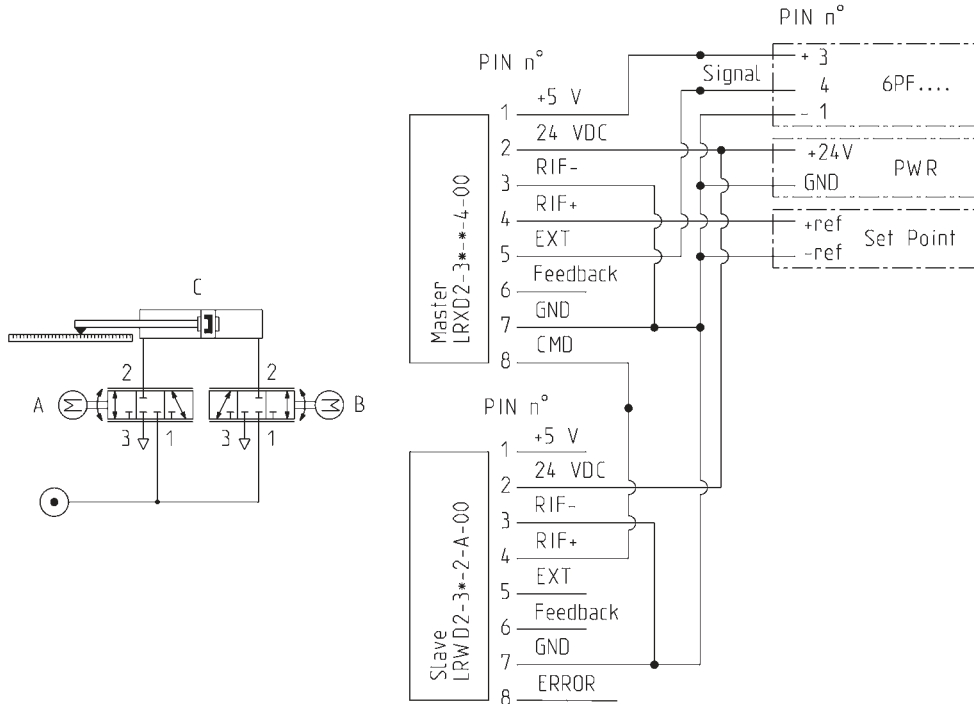 PIN n°
PIN n°
+5 V
1
24 VDC
2
RIF-
3
RIF+
4
EXT
5
Feedback
6
GND
7
CMD
8
Master
LRXD2-3*-*-4-00
Signal
+ 3
4
- 1
6PF....
+24V
GND
PWR
+ref
-ref
Set Point
C
2
2
A
M
M
B
3
1
3
1
PIN n°
+5 V
1
24 VDC
2
RIF-
3
RIF+
4
EXT
5
Feedback
6
GND
7
ERROR
8
Slave
LRWD2-3*-2-A-00